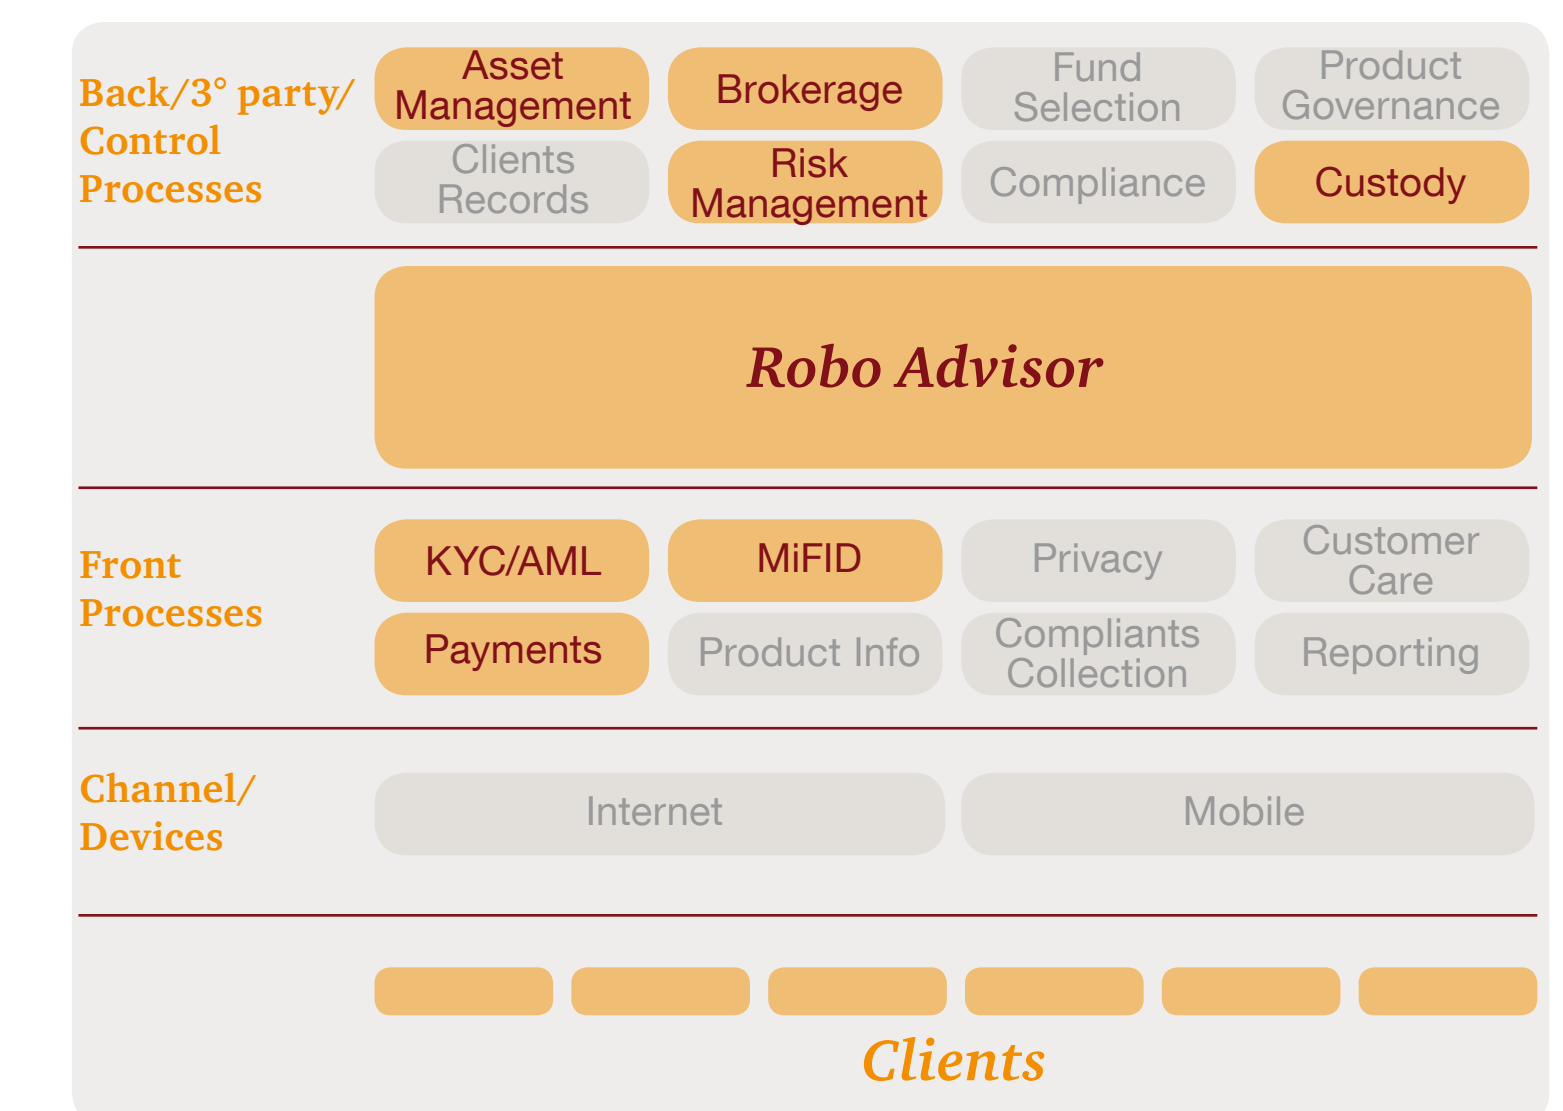 Back/3° party/
Control
Processes
Asset
Management
Brokerage
Fund
Selection
Product
Governance
Clients
Records
Risk
Management
Compliance
Custody
Robo Advisor
Front
Processes
KYC/AML
MiFID
Privacy
Customer
Care
Payments
Product Info
Compliants
Collection
Reporting
Channel/
Devices
Internet
Mobile
Clients